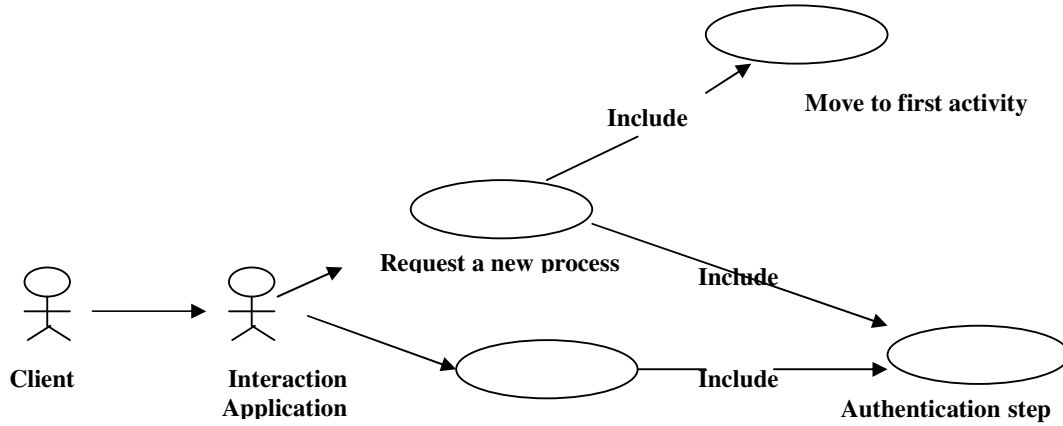 Move to first activity
Include
Request a new process
Include
Client
Interaction
Application
Include
Authentication step